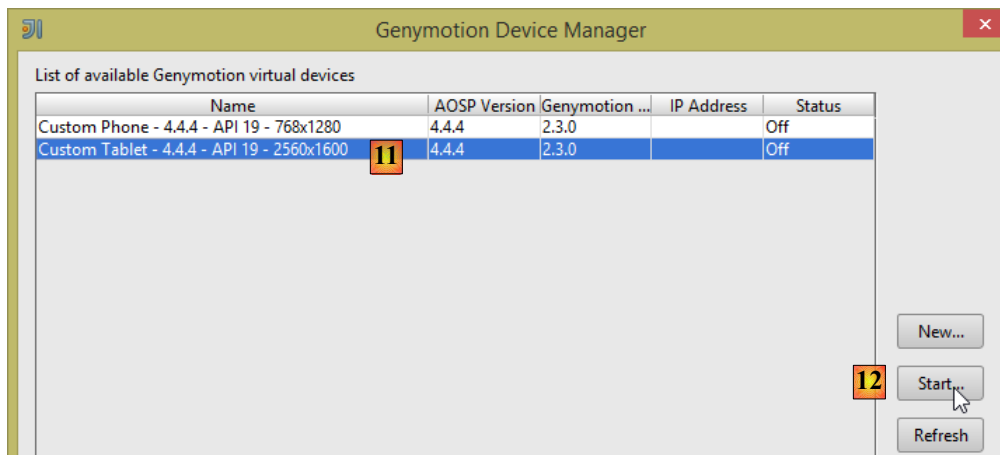 Genymotion Device Manager
List of available Genymotion virtual devices
Name AOSP Version Genymotion ... IP Address Status
Custom Phone - 4.4.4 - API 19 - 768x1280 4.4.4 2.3.0 Off
Custom Tablet - 4.4.4 - API 19 - 2560x1600 11 4.4.4 2.3.0 Off
New...
12 Start...
Refresh